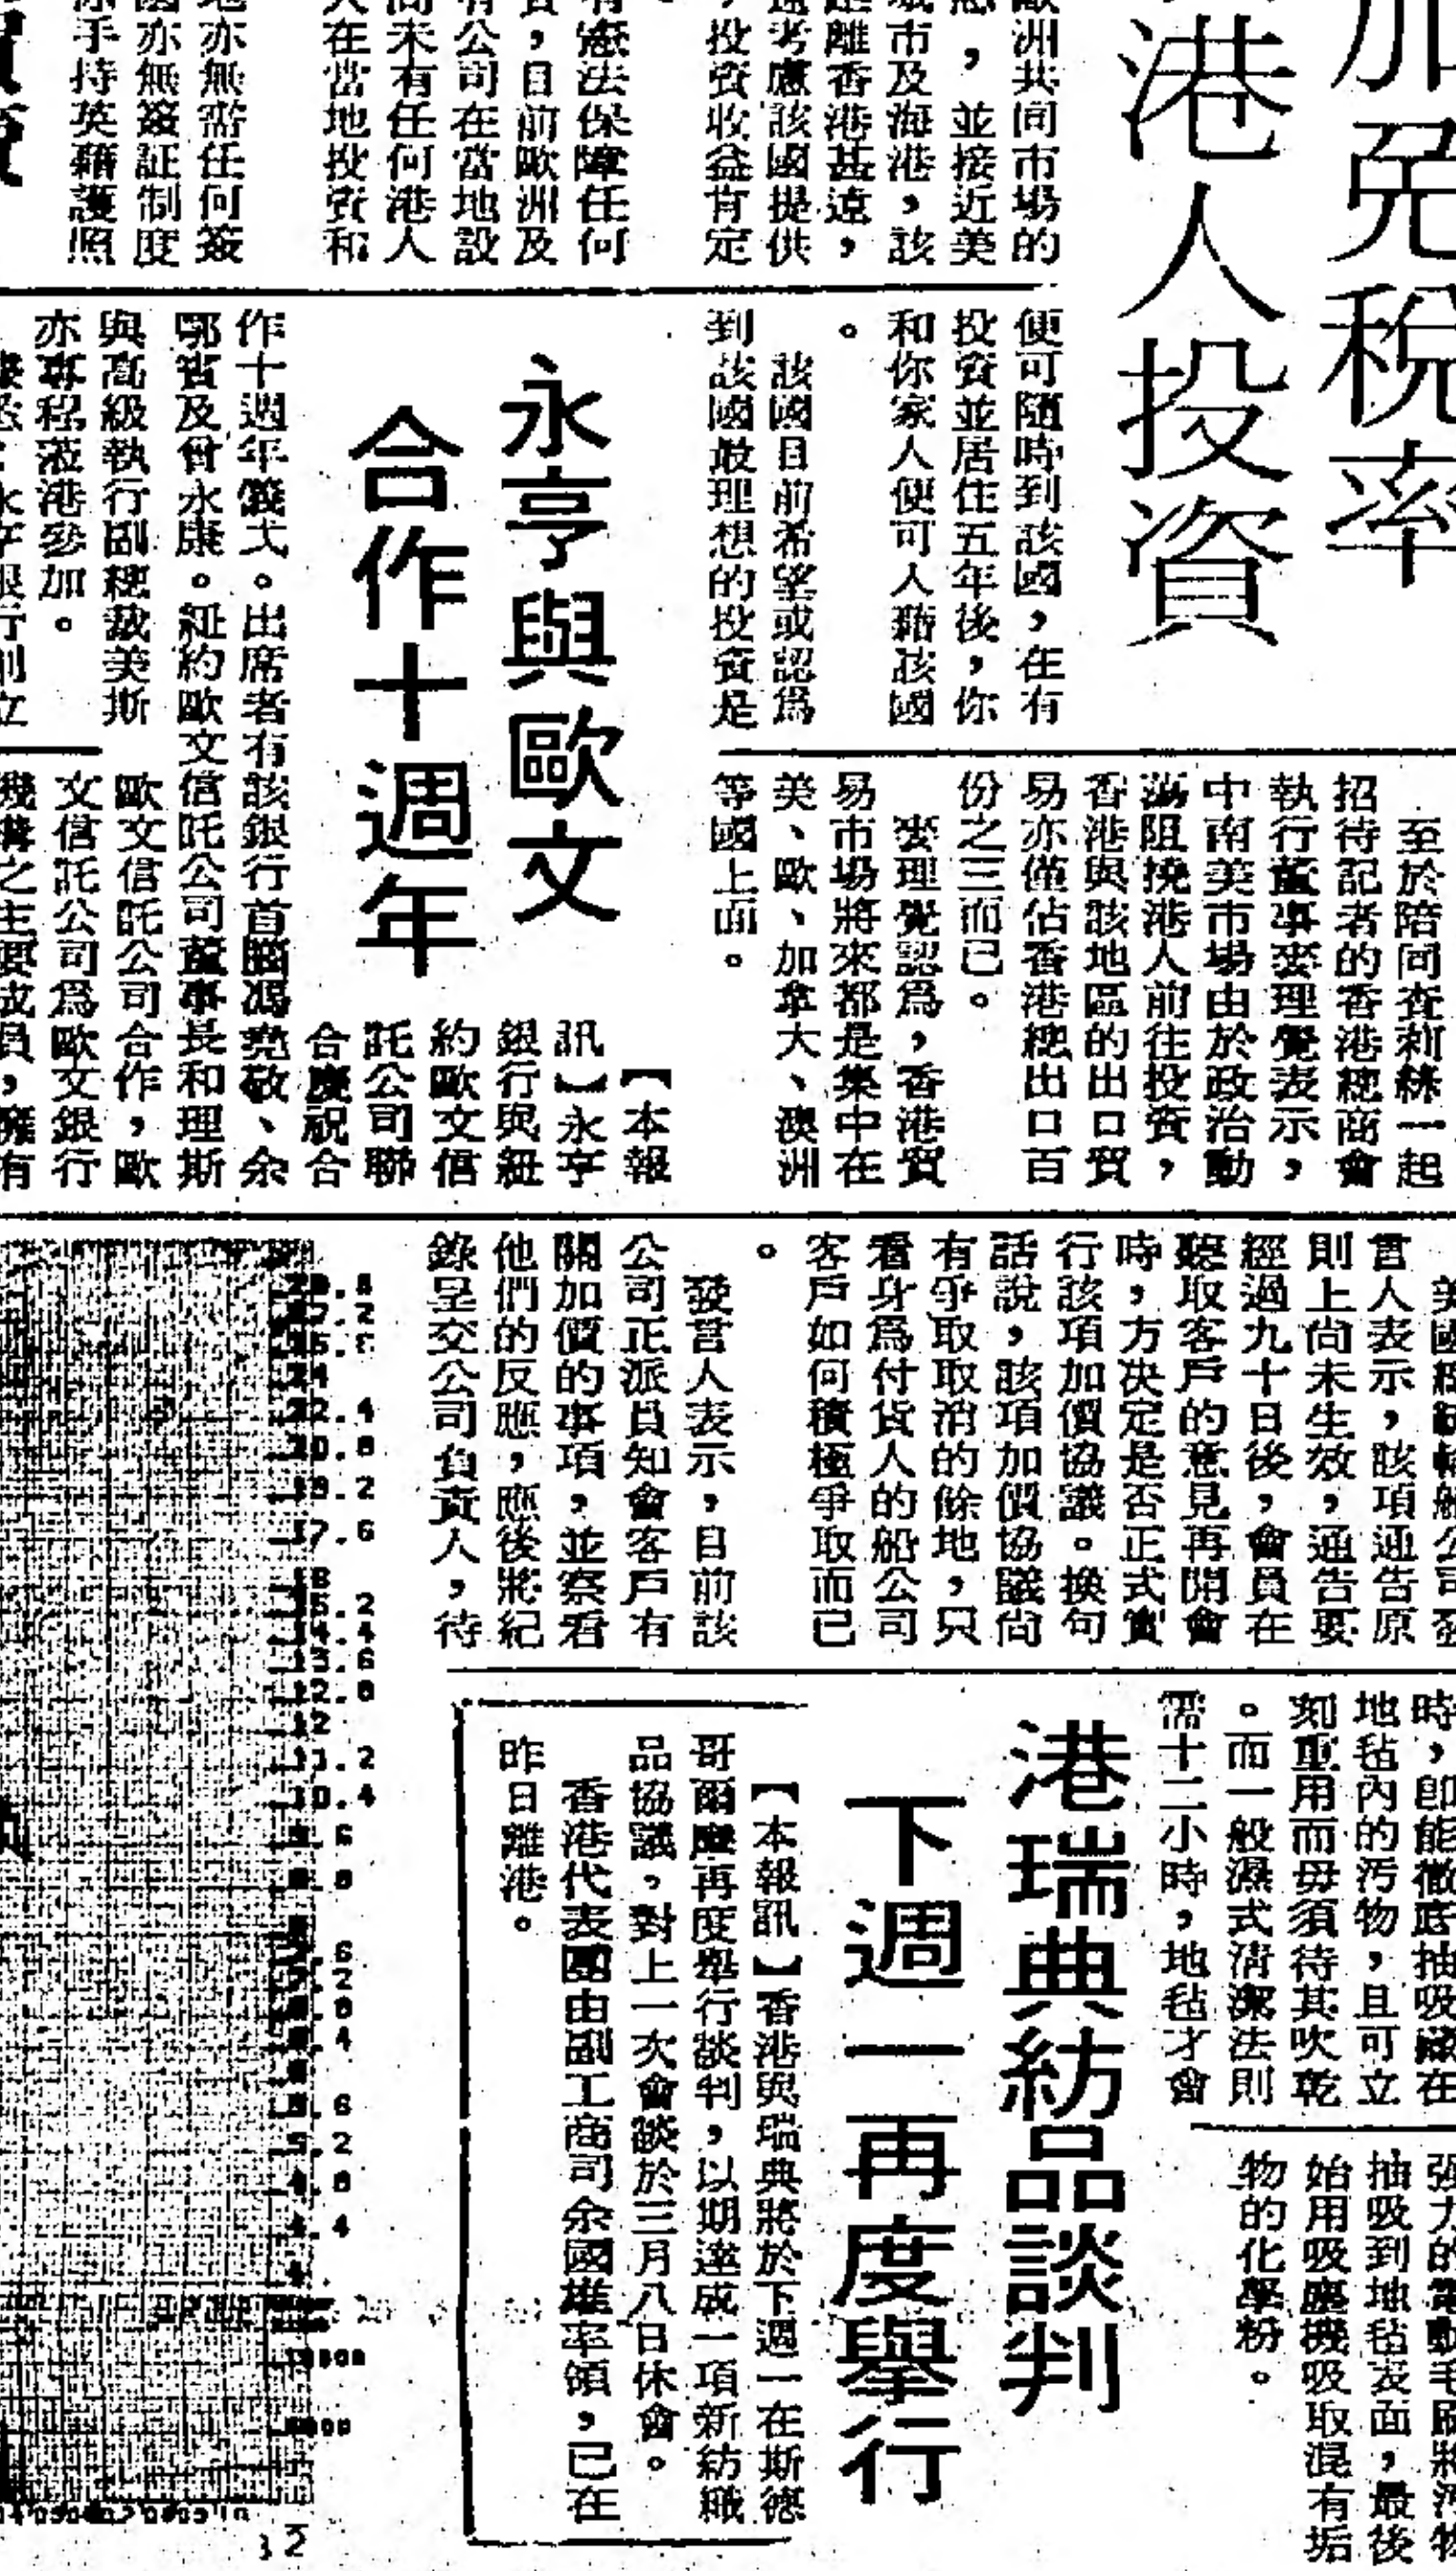 加免稅率
港人投資
歐洲共同市場的
，並接近美
城市及海港，該
距離香港甚遠，
考慮該國提供
，投資收益肯定
有憲法保障任何
，目前歐洲及
有公司在當地設
尚未有任何港人
人在當地投資和
地亦無需任何簽
國亦無簽証制度
你手持英籍護照
便可隨時到該國，在有
投資並居住五年後，你
和你家人便可入籍該國
。
該國目前希望或認爲
到該國最理想的投資是
至於陪同查莉絲一起
招待記者的香港總商會
執行董事麥理覺表示，
中南美市場由於政治動
盪阻撓港人前往投資，
香港與該地區的出口貿
易亦僅佔香港總出口百
份之三而已。
麥理覺認爲，香港貿
易市場將來都是集中在
美、歐、加拿大、澳洲
等國上面。
永亨與歐文
合作十週年
【本報
訊】永亨
銀行與紐
約歐文信
託公司聯
合慶祝合
作十週年儀式。出席者有該銀行首腦馮堯敬、余
鄂賓及曾永康。紐約歐文信託公司董事長和理斯
與高級執行副總裁美斯
亦專程蒞港參加。
歐文信託公司合作，歐
文信託公司爲歐文銀行
機構之主要成員，擁有
言人表示，該項通告原
則上尚未生效，通告要
經過九十日後，會員在
聽取客戶的意見再開會
時，方决定是否正式實
行該項加價協議。換句
話說，該項加價協議尚
有爭取取消的餘地，只
看身爲付貨人的船公司
客戶如何積極爭取而已
。
發言人表示，目前該
公司正派員知會客戶有
關加價的事項，並察看
他們的反應，應後將紀
錄呈交公司負責人，待
時，卽能徹底抽吸藏在
地毡內的污物，且可立
刻重用而毋須待其吹乾
。而一般濕式清潔法則
需十二小時，地毡才會
抽吸到地毡表面，最後
始用吸塵機吸取混有垢
物的化學粉。
港瑞典紡品談判
下週一再度舉行
【本報訊】香港與瑞典將於下週一在斯德
哥爾摩再度舉行談判，以期達成一項新紡織
品協議，對上一次會談於三月八日休會。
香港代表團由副工商司余國雄率領，已在
昨日離港。